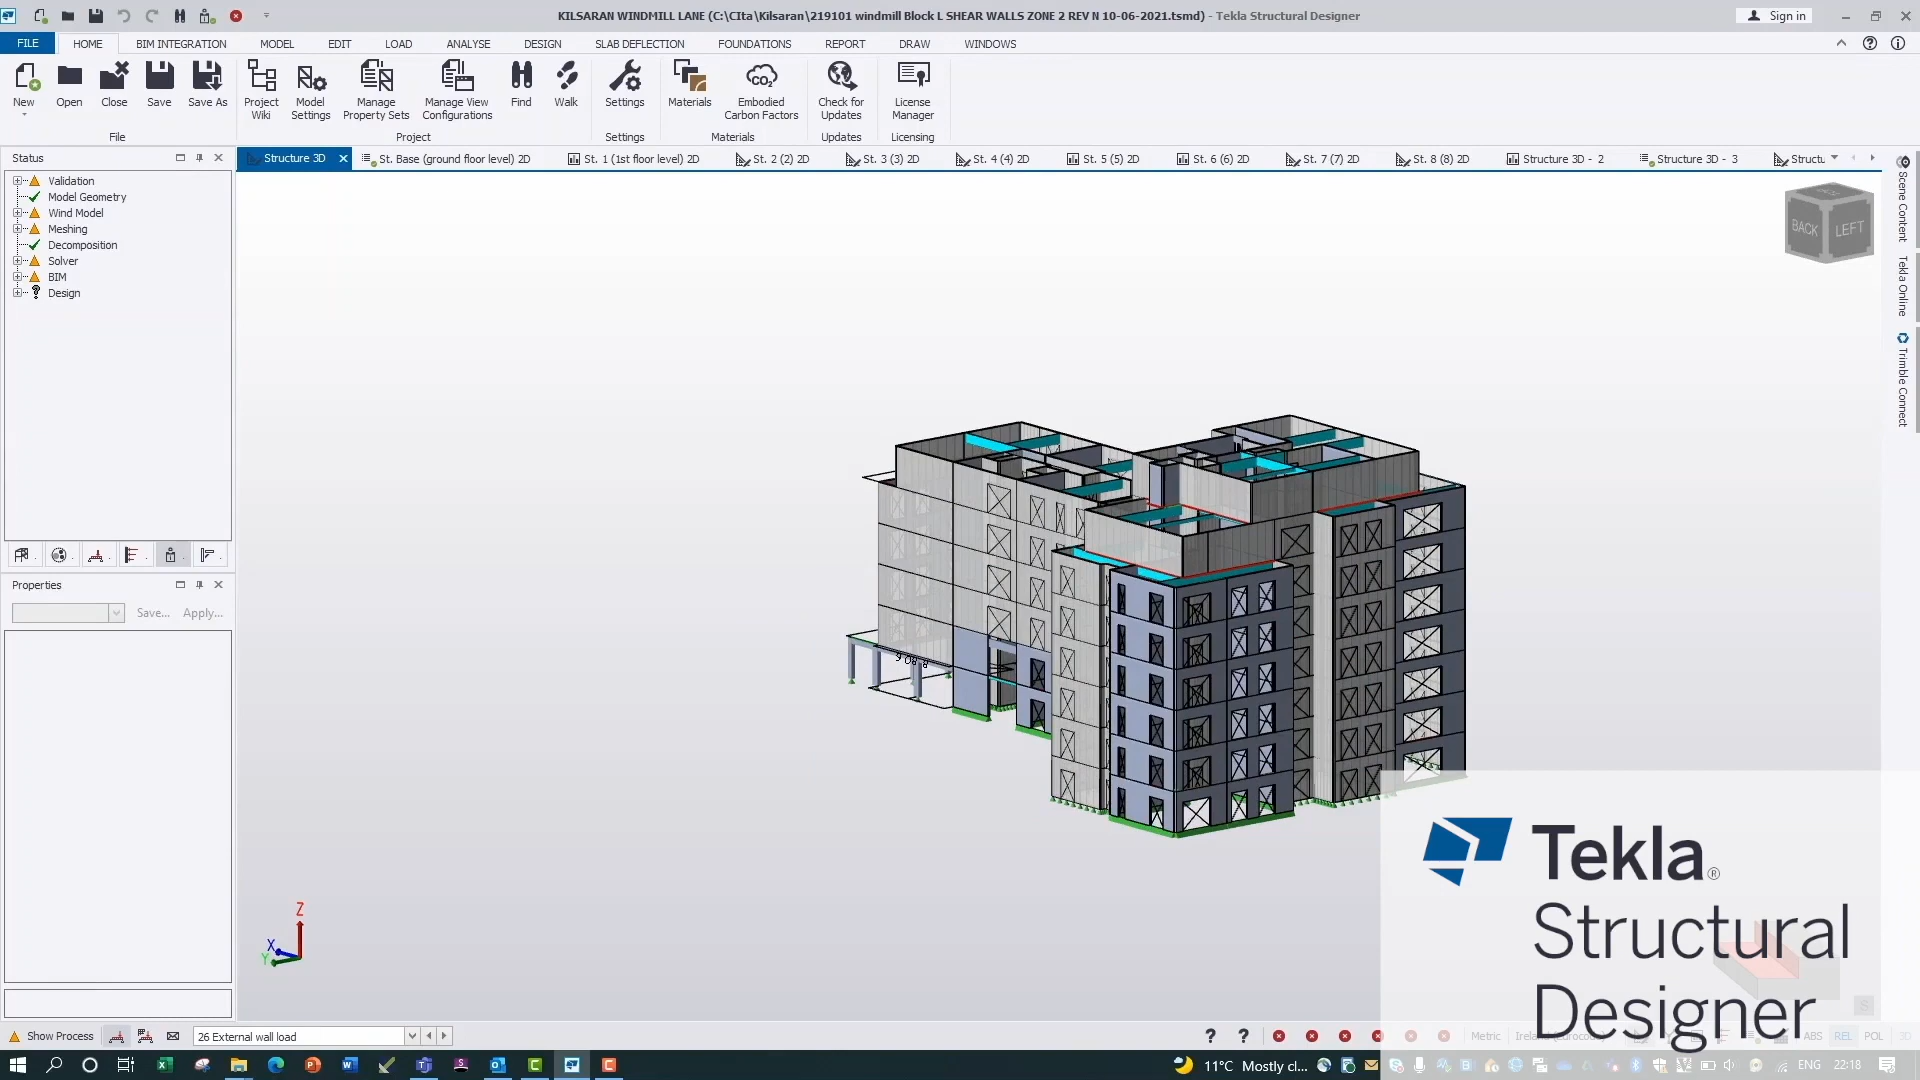 KILSARAN WINDMILL LANE (C:\CIta\Kilsaran\219101 windmill Block L SHEAR WALLS ZONE 2 REV N 10-06-2021.tsmd) - Tekla Structural Designer
Sign in
FILE HOME BIM INTEGRATION MODEL EDIT LOAD ANALYSE DESIGN SLAB DEFLECTION FOUNDATIONS REPORT DRAW WINDOWS
New Open Close Save Save As
Project Wiki
Model Settings
Manage Property Sets
Manage View Configurations
Find Walk Settings Materials
Embodied Carbon Factors
Check for Updates
License Manager
File Project Settings Materials Updates Licensing
Status
Structure 3D St. Base (ground floor level) 2D St. 1 (1st floor level) 2D St. 2 (2) 2D St. 3 (3) 2D St. 4 (4) 2D St. 5 (5) 2D St. 6 (6) 2D St. 7 (7) 2D St. 8 (8) 2D Structure 3D - 2 Structure 3D - 3 Structu
Validation
Model Geometry
Wind Model
Meshing
Decomposition
Solver
BIM
Design
BACK LEFT
Scene Content
Tekla Online
Trimble Connect
Properties
Save... Apply...
Z
X
Y
Tekla®
Structural
Designer
Show Process 26 External wall load
Metric ABS REL POL 3D
11°C Mostly cl... ENG 22:18